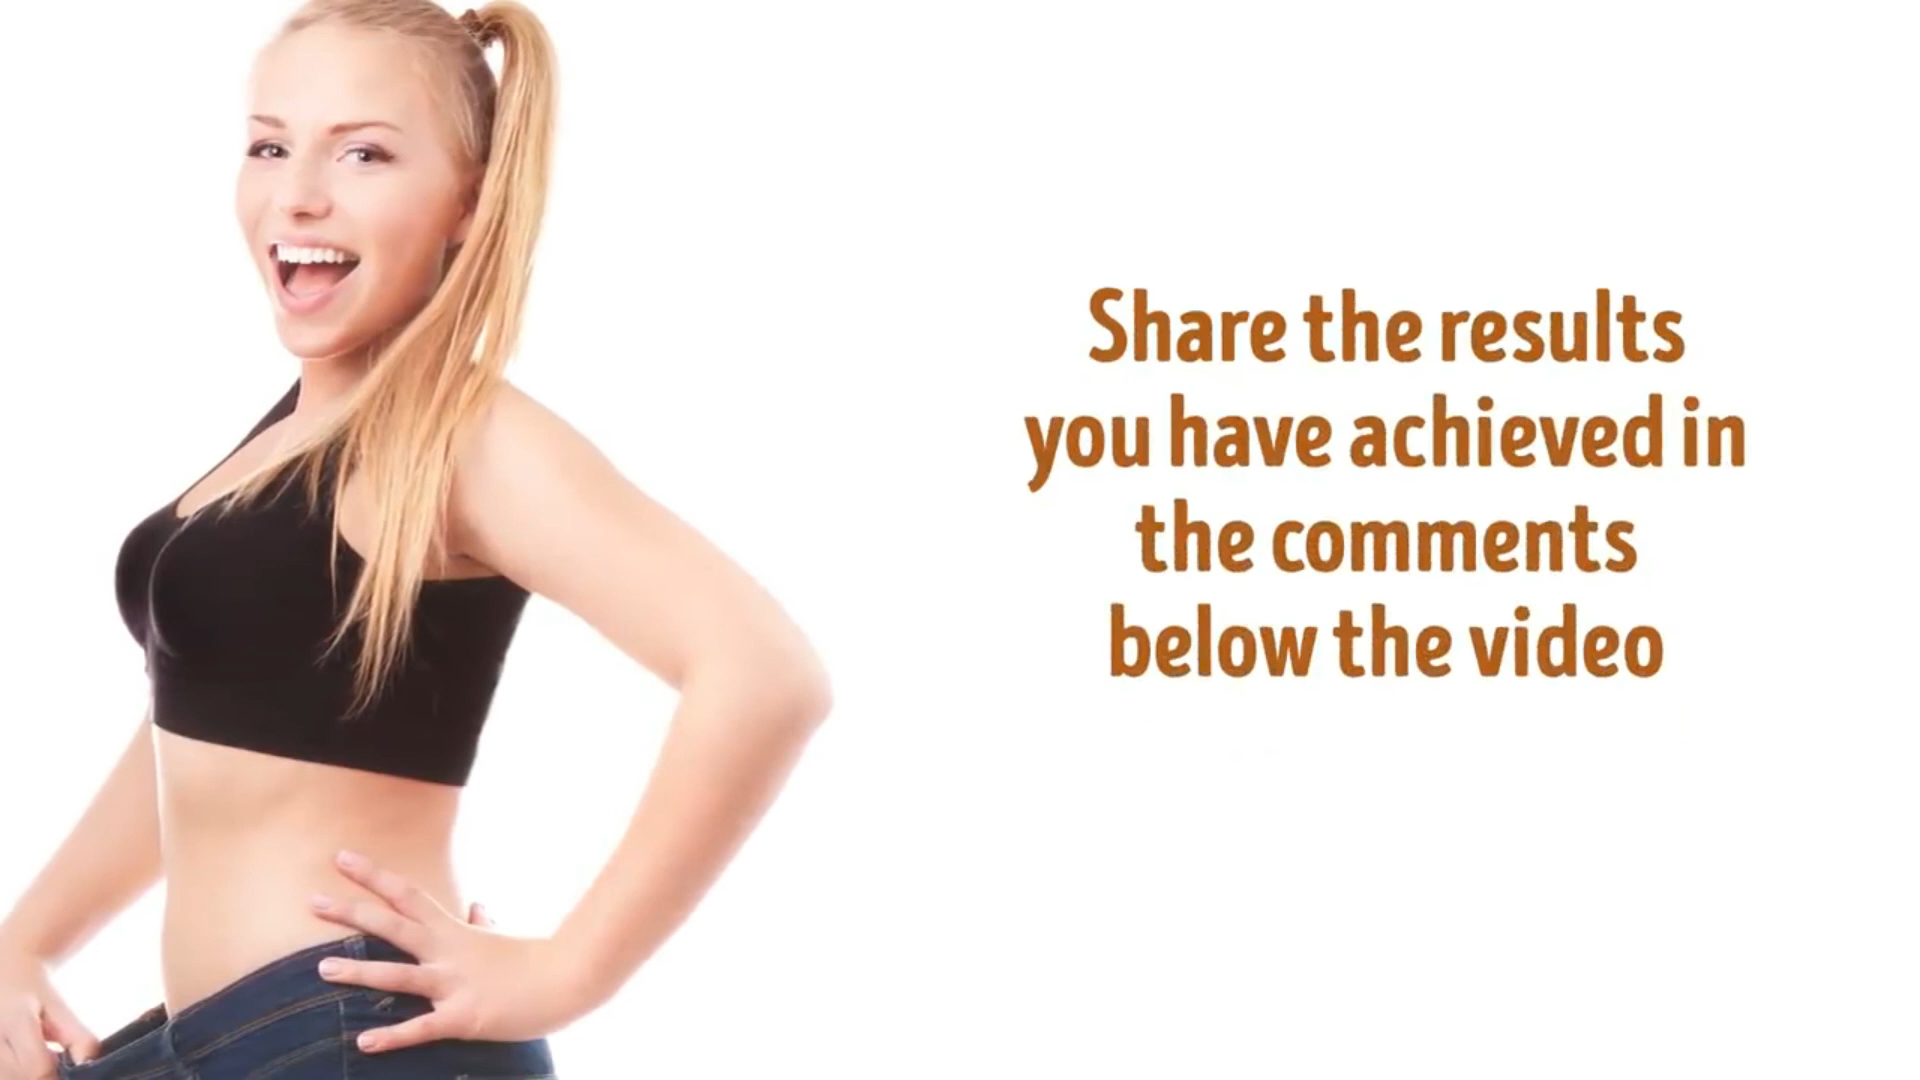 Share the results
you have achieved in
the comments
below the video